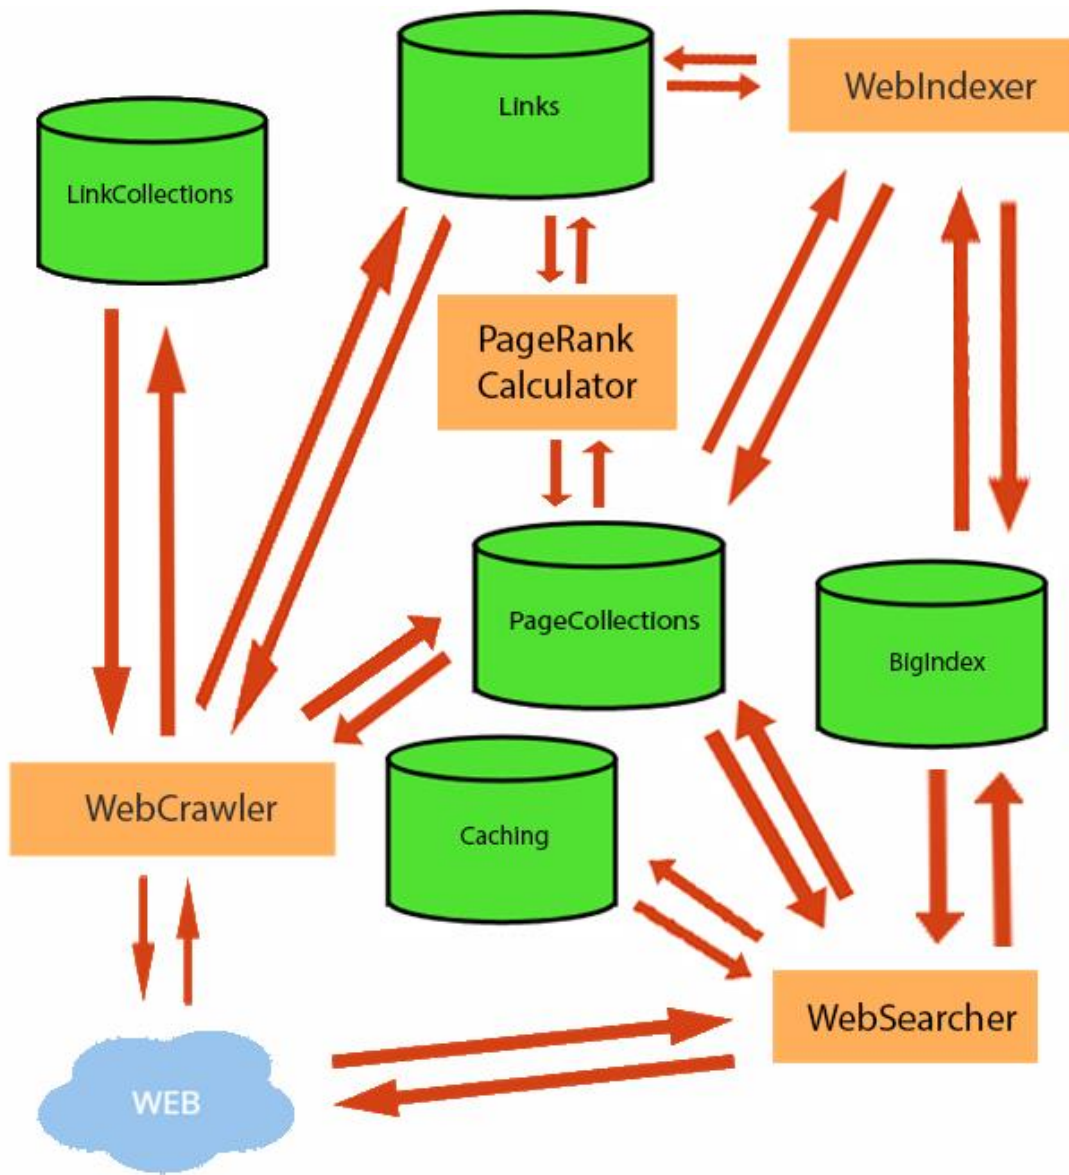 Links
WebIndexer
LinkCollections
PageRank
Calculator
PageCollections
BigIndex
WebCrawler
Caching
WebSearcher
WEB